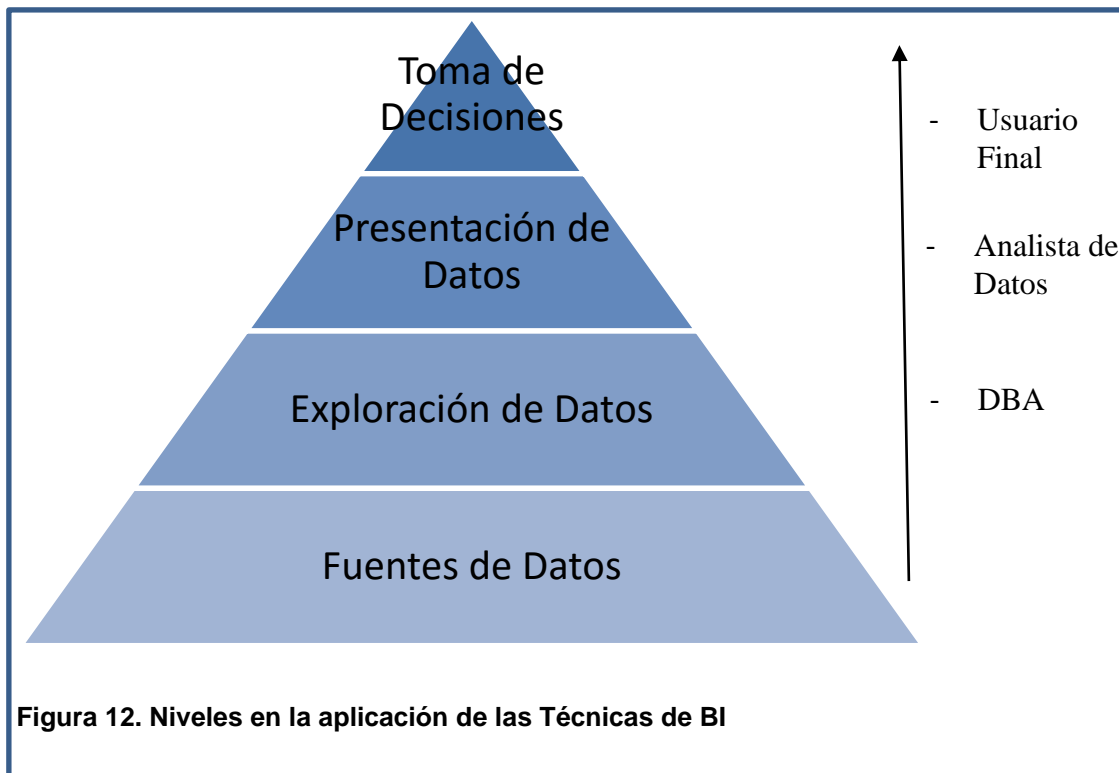 Toma de
Decisiones
Presentación de
Datos
Exploración de Datos
Fuentes de Datos
- Usuario
Final
- Analista de
Datos
- DBA
Figura 12. Niveles en la aplicación de las Técnicas de BI